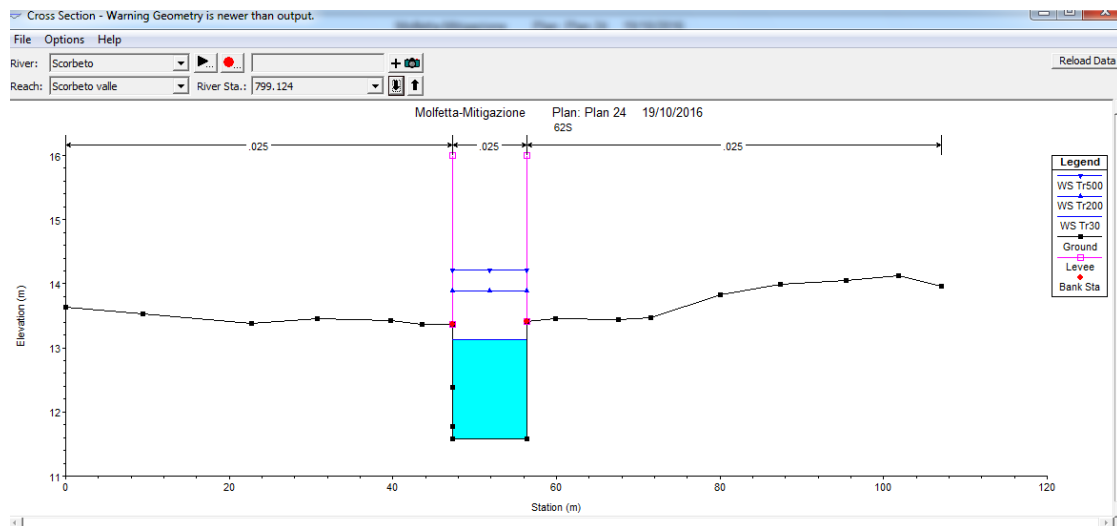 Cross Section - Warning Geometry is newer than output.
File Options Help
River: Scorbeto
Reload Data
Reach: Scorbeto valle River Sta.: 799.124
Molfetta-Mitigazione Plan: Plan 24 19/10/2016
62S
.025 .025 .025
Legend
WS Tr500
WS Tr200
WS Tr30
Ground
Levee
Bank Sta
Elevation (m)
16
15
14
13
12
11
0 20 40 60 80 100 120
Station (m)